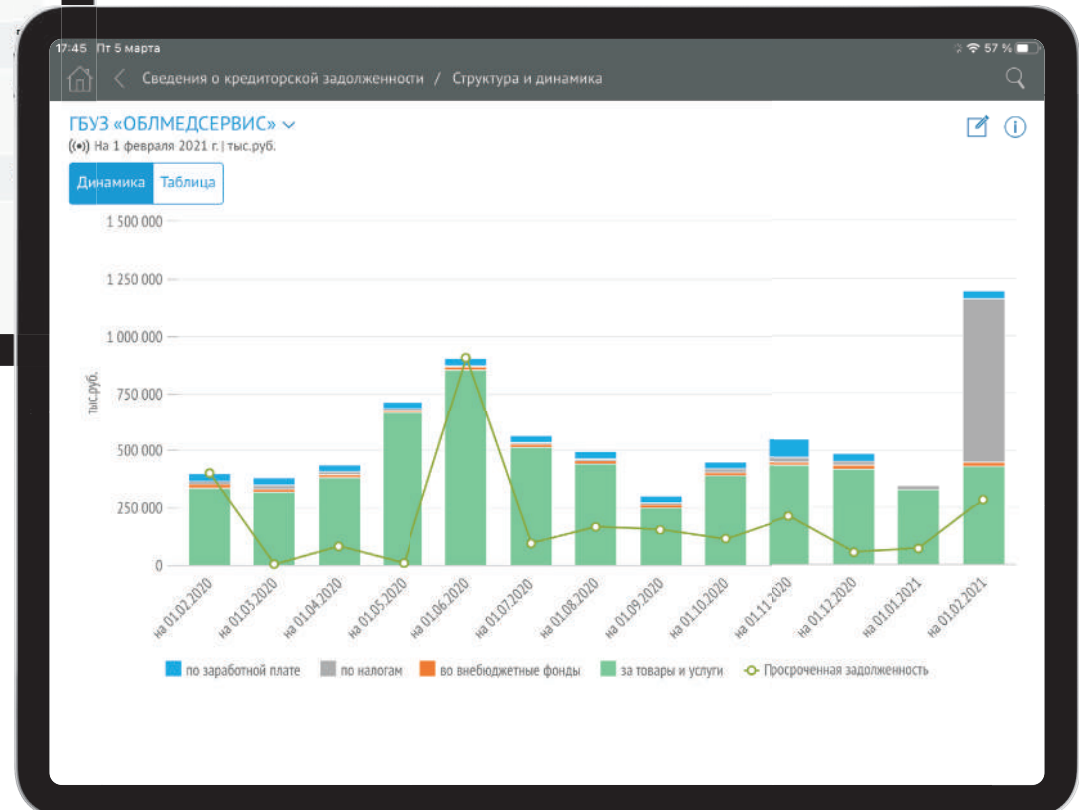 17:45 Пт 5 марта
57 %
Сведения о кредиторской задолженности / Структура и динамика
ГБУЗ «ОБЛМЕДСЕРВИС»
На 1 февраля 2021 г. | тыс.руб.
Динамика Таблица
1 500 000
1 250 000
1 000 000
750 000
500 000
250 000
0
тыс.руб.
на 01.02.2020
на 01.03.2020
на 01.04.2020
на 01.05.2020
на 01.06.2020
на 01.07.2020
на 01.08.2020
на 01.09.2020
на 01.10.2020
на 01.11.2020
на 01.12.2020
на 01.01.2021
на 01.02.2021
по заработной плате по налогам во внебюджетные фонды за товары и услуги Просроченная задолженность